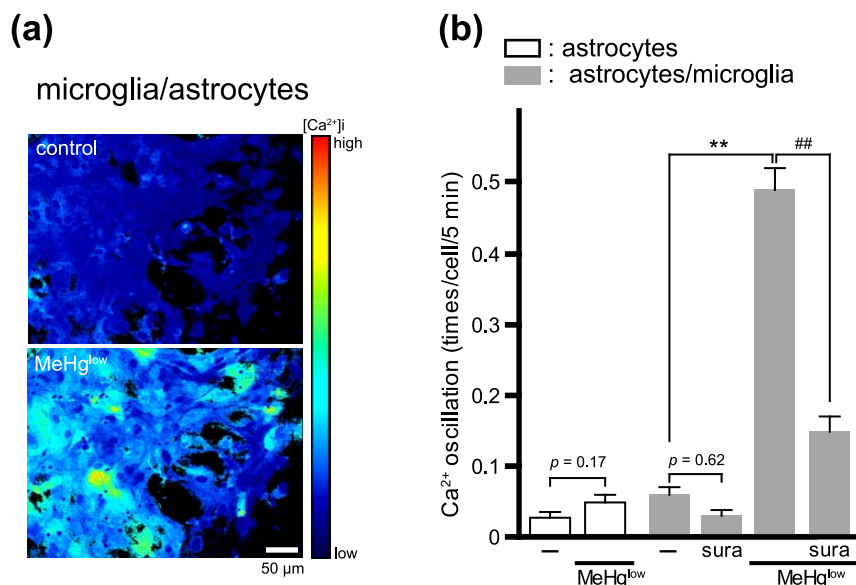 (a)
microglia/astrocytes
[Ca²⁺]i
high
control
MeHgˡᵒʷ
low
50 µm
(b)
: astrocytes
: astrocytes/microglia
Ca²⁺ oscillation (times/cell/5 min)
0.5
0.4
0.3
0.2
0.1
0
**
##
p = 0.17
p = 0.62
–
MeHgˡᵒʷ
–
sura
sura
MeHgˡᵒʷ